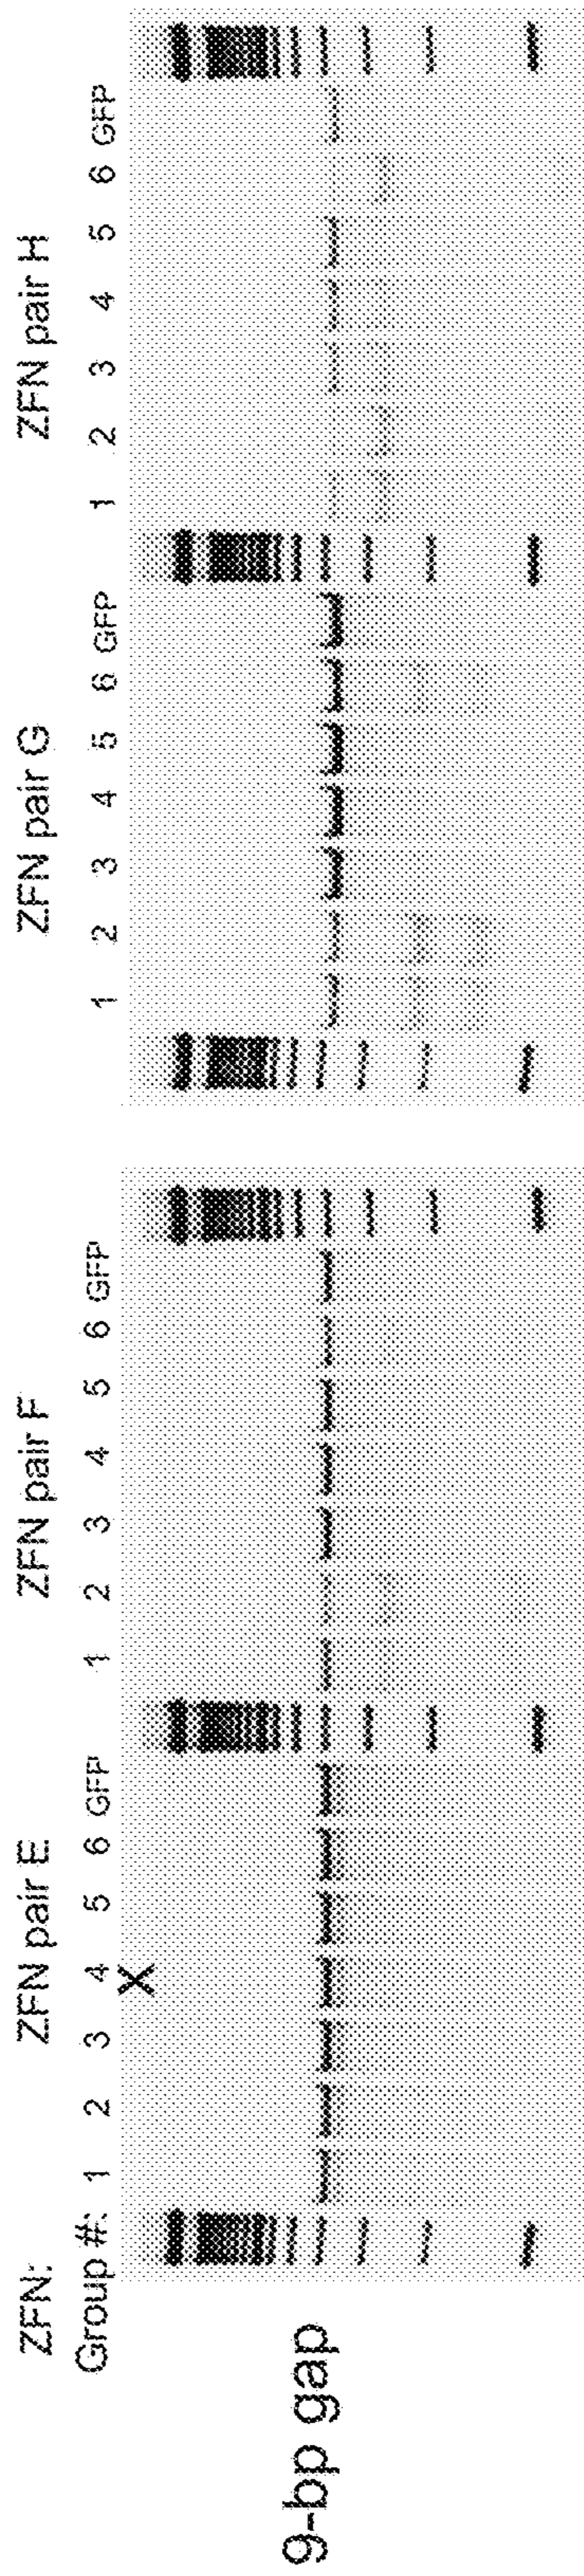 ZFN: ZFN pair E ZFN pair F ZFN pair G ZFN pair H
Group #: 1 2 3 4 5 6 GFP 1 2 3 4 5 6 GFP 1 2 3 4 5 6 GFP 1 2 3 4 5 6 GFP
X
9-bp gap